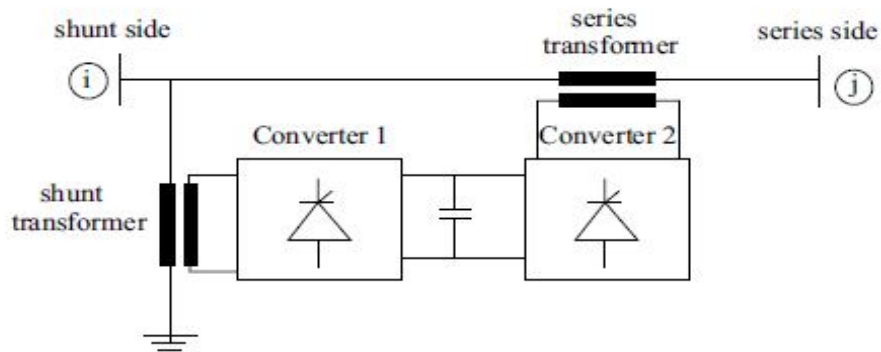 shunt side
series
transformer
series side
i
j
Converter 1
Converter 2
shunt
transformer